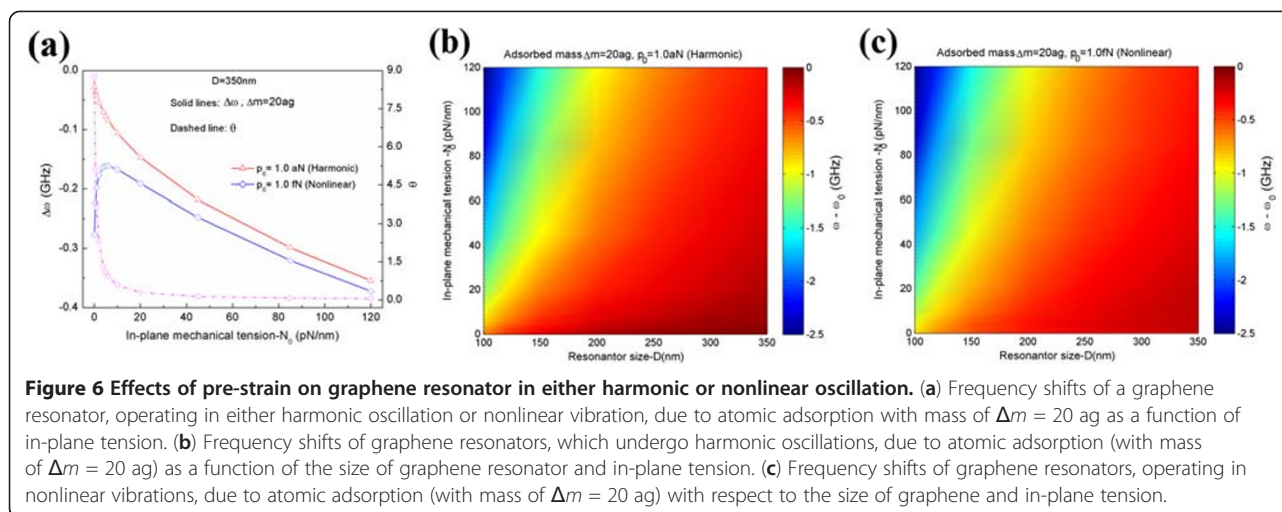 (a)
D=350nm
Solid lines: Δω , Δm=20ag
Dashed line: θ
p₀= 1.0 aN (Harmonic)
p₀= 1.0 fN (Nonlinear)
0.0
-0.1
-0.2
-0.3
-0.4
Δω (GHz)
9.0
7.5
6.0
4.5
3.0
1.5
0.0
θ
0 20 40 60 80 100 120
In-plane mechanical tension-N₀ (pN/nm)
(b)
Adsorbed mass Δm=20ag, p₀=1.0aN (Harmonic)
120
100
80
60
40
20
0
In-plane mechanical tension -N₀ (pN/nm)
100 150 200 250 300 350
Resonantor size-D(nm)
0
-0.5
-1
-1.5
-2
-2.5
ω - ω₀ (GHz)
(c)
Adsorbed mass Δm=20ag, p₀=1.0fN (Nonlinear)
120
100
80
60
40
20
0
In-plane mechanical tension -N₀ (pN/nm)
100 150 200 250 300 350
Resonantor size-D(nm)
0
-0.5
-1
-1.5
-2
-2.5
ω - ω₀ (GHz)
Figure 6 Effects of pre-strain on graphene resonator in either harmonic or nonlinear oscillation. (a) Frequency shifts of a graphene
resonator, operating in either harmonic oscillation or nonlinear vibration, due to atomic adsorption with mass of Δm = 20 ag as a function of
in-plane tension. (b) Frequency shifts of graphene resonators, which undergo harmonic oscillations, due to atomic adsorption (with mass
of Δm = 20 ag) as a function of the size of graphene resonator and in-plane tension. (c) Frequency shifts of graphene resonators, operating in
nonlinear vibrations, due to atomic adsorption (with mass of Δm = 20 ag) with respect to the size of graphene and in-plane tension.